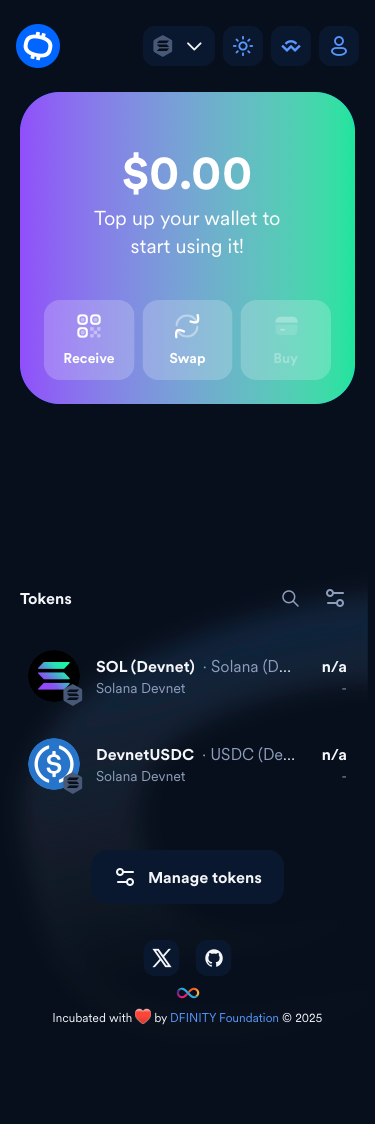 $0.00
Top up your wallet to
start using it!
Receive Swap Buy
Tokens
SOL (Devnet) · Solana (D... n/a
Solana Devnet -
DevnetUSDC · USDC (De... n/a
Solana Devnet -
Manage tokens
Incubated with ❤️ by DFINITY Foundation © 2025